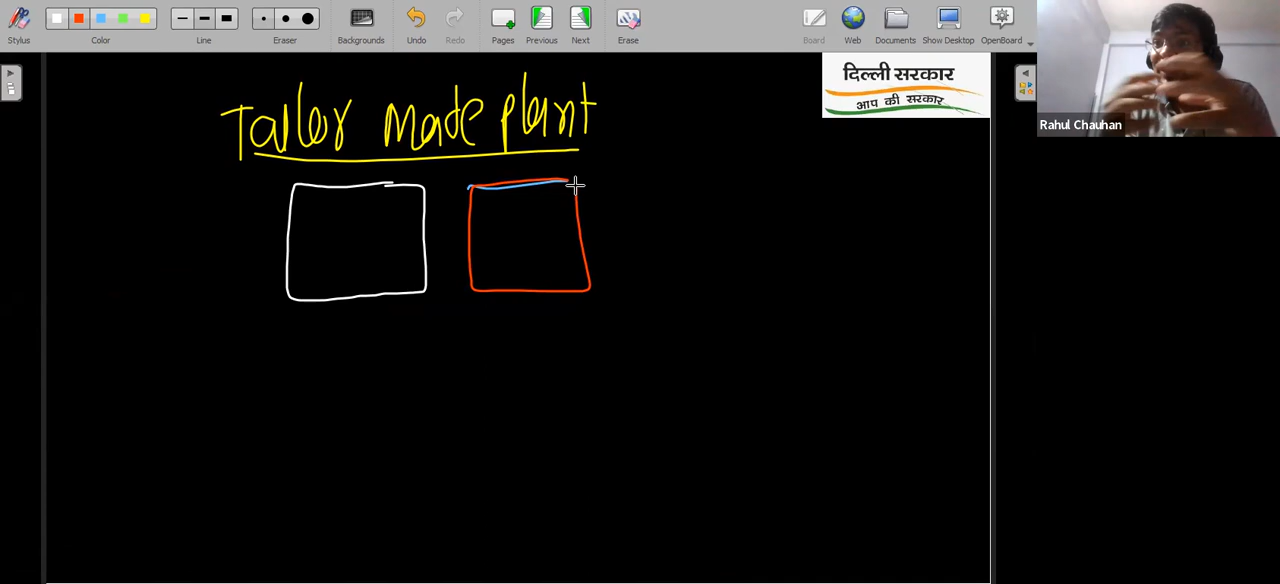 Stylus
Color
Line
Eraser
Backgrounds
Undo
Redo
Pages
Previous
Next
Erase
Board
Web
Documents
Show Desktop
OpenBoard
Rahul Chauhan
दिल्ली सरकार
आप की सरकार
Tailer Made plant